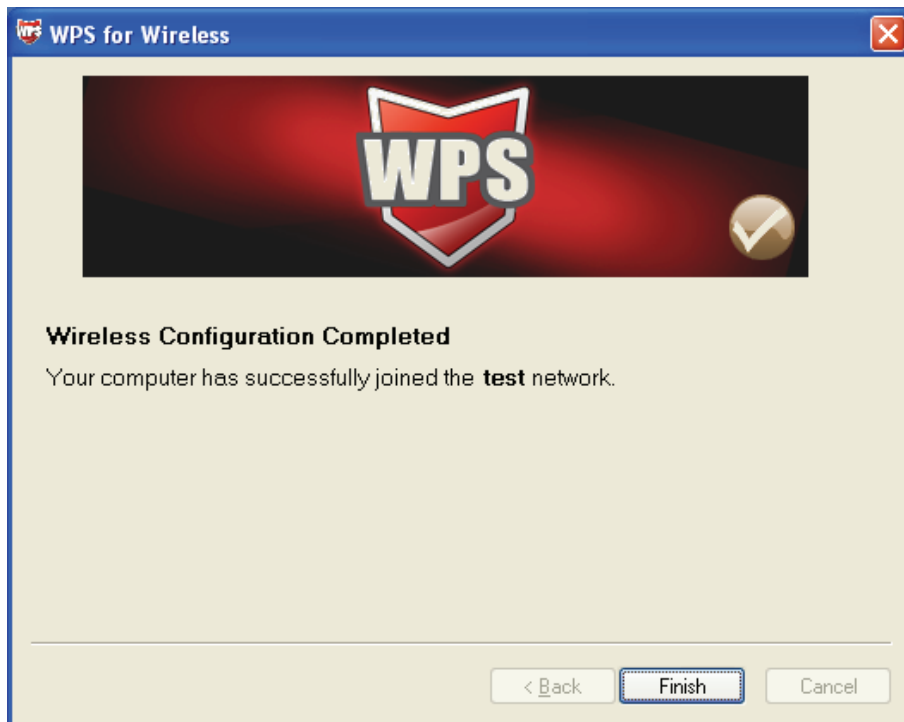 WPS for Wireless
WPS
Wireless Configuration Completed
Your computer has successfully joined the test network.
< Back
Finish
Cancel